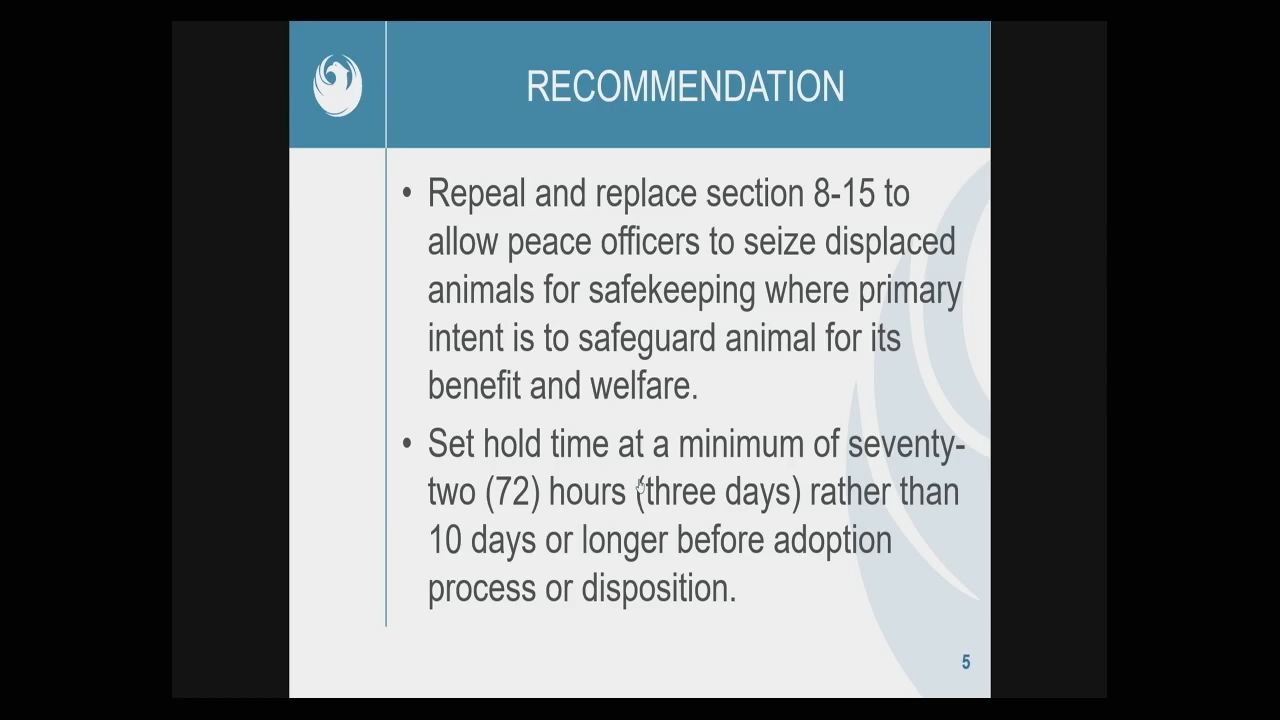 RECOMMENDATION
• Repeal and replace section 8-15 to
allow peace officers to seize displaced
animals for safekeeping where primary
intent is to safeguard animal for its
benefit and welfare.
• Set hold time at a minimum of seventy-
two (72) hours (three days) rather than
10 days or longer before adoption
process or disposition.
5